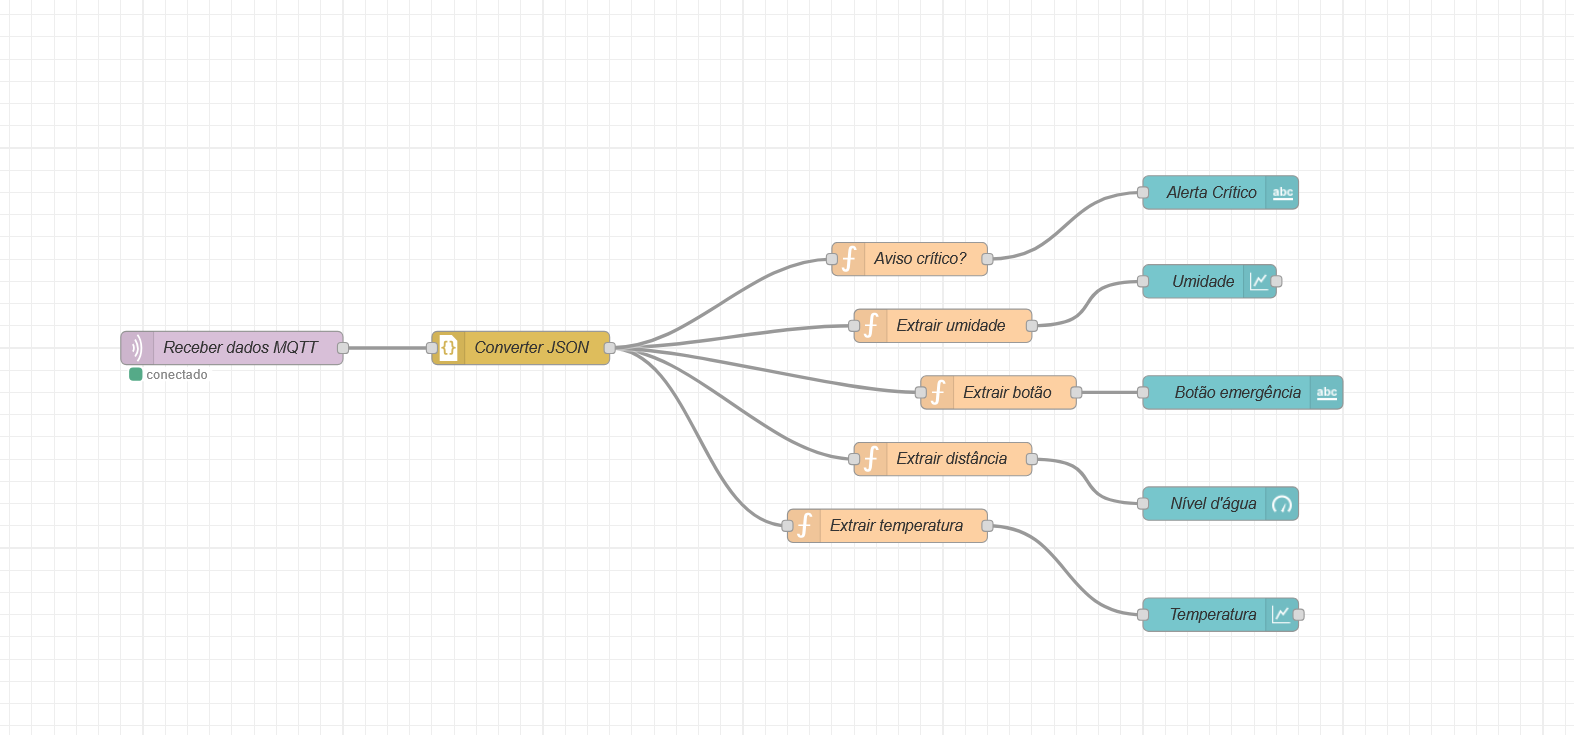 Receber dados MQTT
conectado
Converter JSON
Aviso crítico?
Extrair umidade
Extrair botão
Extrair distância
Extrair temperatura
Alerta Crítico
abc
Umidade
Botão emergência
abc
Nível d'água
Temperatura